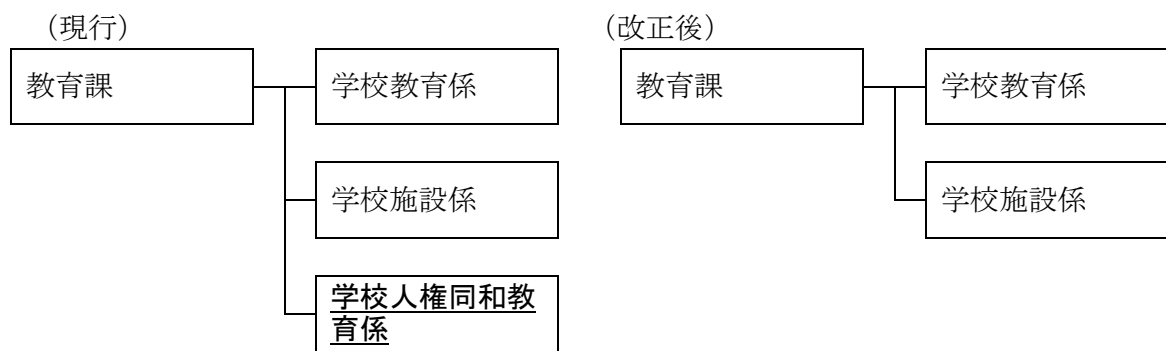 （現行）
教育課
学校教育係
学校施設係
学校人権同和教
育係
（改正後）
教育課
学校教育係
学校施設係